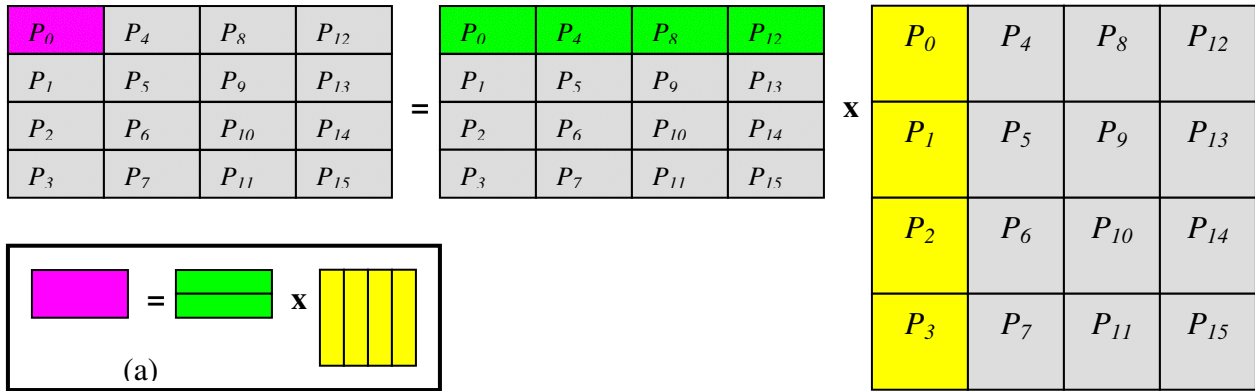 P₀ P₄ P₈ P₁₂
P₁ P₅ P₉ P₁₃
P₂ P₆ P₁₀ P₁₄
P₃ P₇ P₁₁ P₁₅
=
P₀ P₄ P₈ P₁₂
P₁ P₅ P₉ P₁₃
P₂ P₆ P₁₀ P₁₄
P₃ P₇ P₁₁ P₁₅
x
P₀ P₄ P₈ P₁₂
P₁ P₅ P₉ P₁₃
P₂ P₆ P₁₀ P₁₄
P₃ P₇ P₁₁ P₁₅
= x
(a)